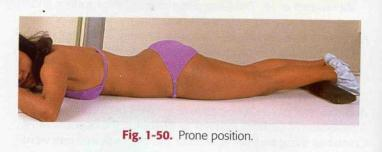 Fig. 1-50. Prone position.